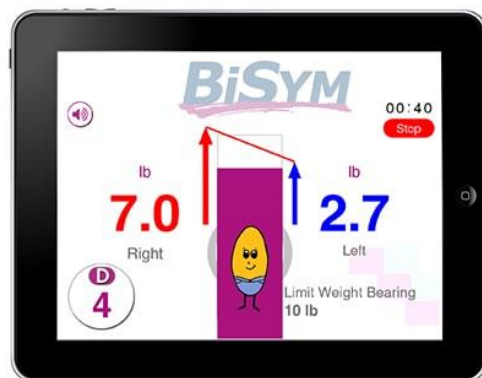 BiSym
00:40
Stop
lb
7.0
Right
lb
2.7
Left
D
4
Limit Weight Bearing
10 lb